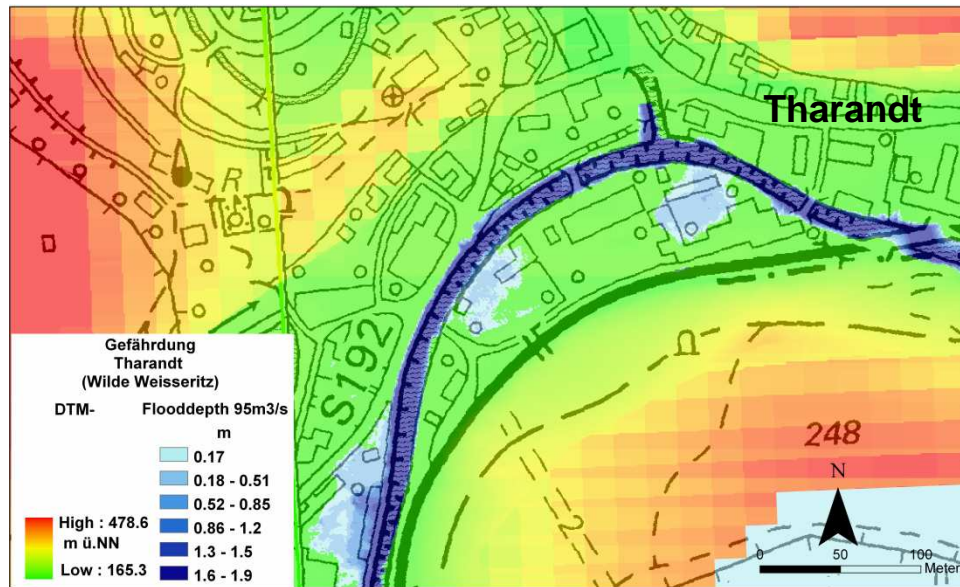 Tharandt
K
R
S192
248
Gefährdung
Tharandt
(Wilde Weisseritz)
DTM-
Flooddepth 95m3/s
m
0.17
0.18 - 0.51
0.52 - 0.85
0.86 - 1.2
1.3 - 1.5
1.6 - 1.9
High : 478.6
m ü.NN
Low : 165.3
N
0 50 100
Meter